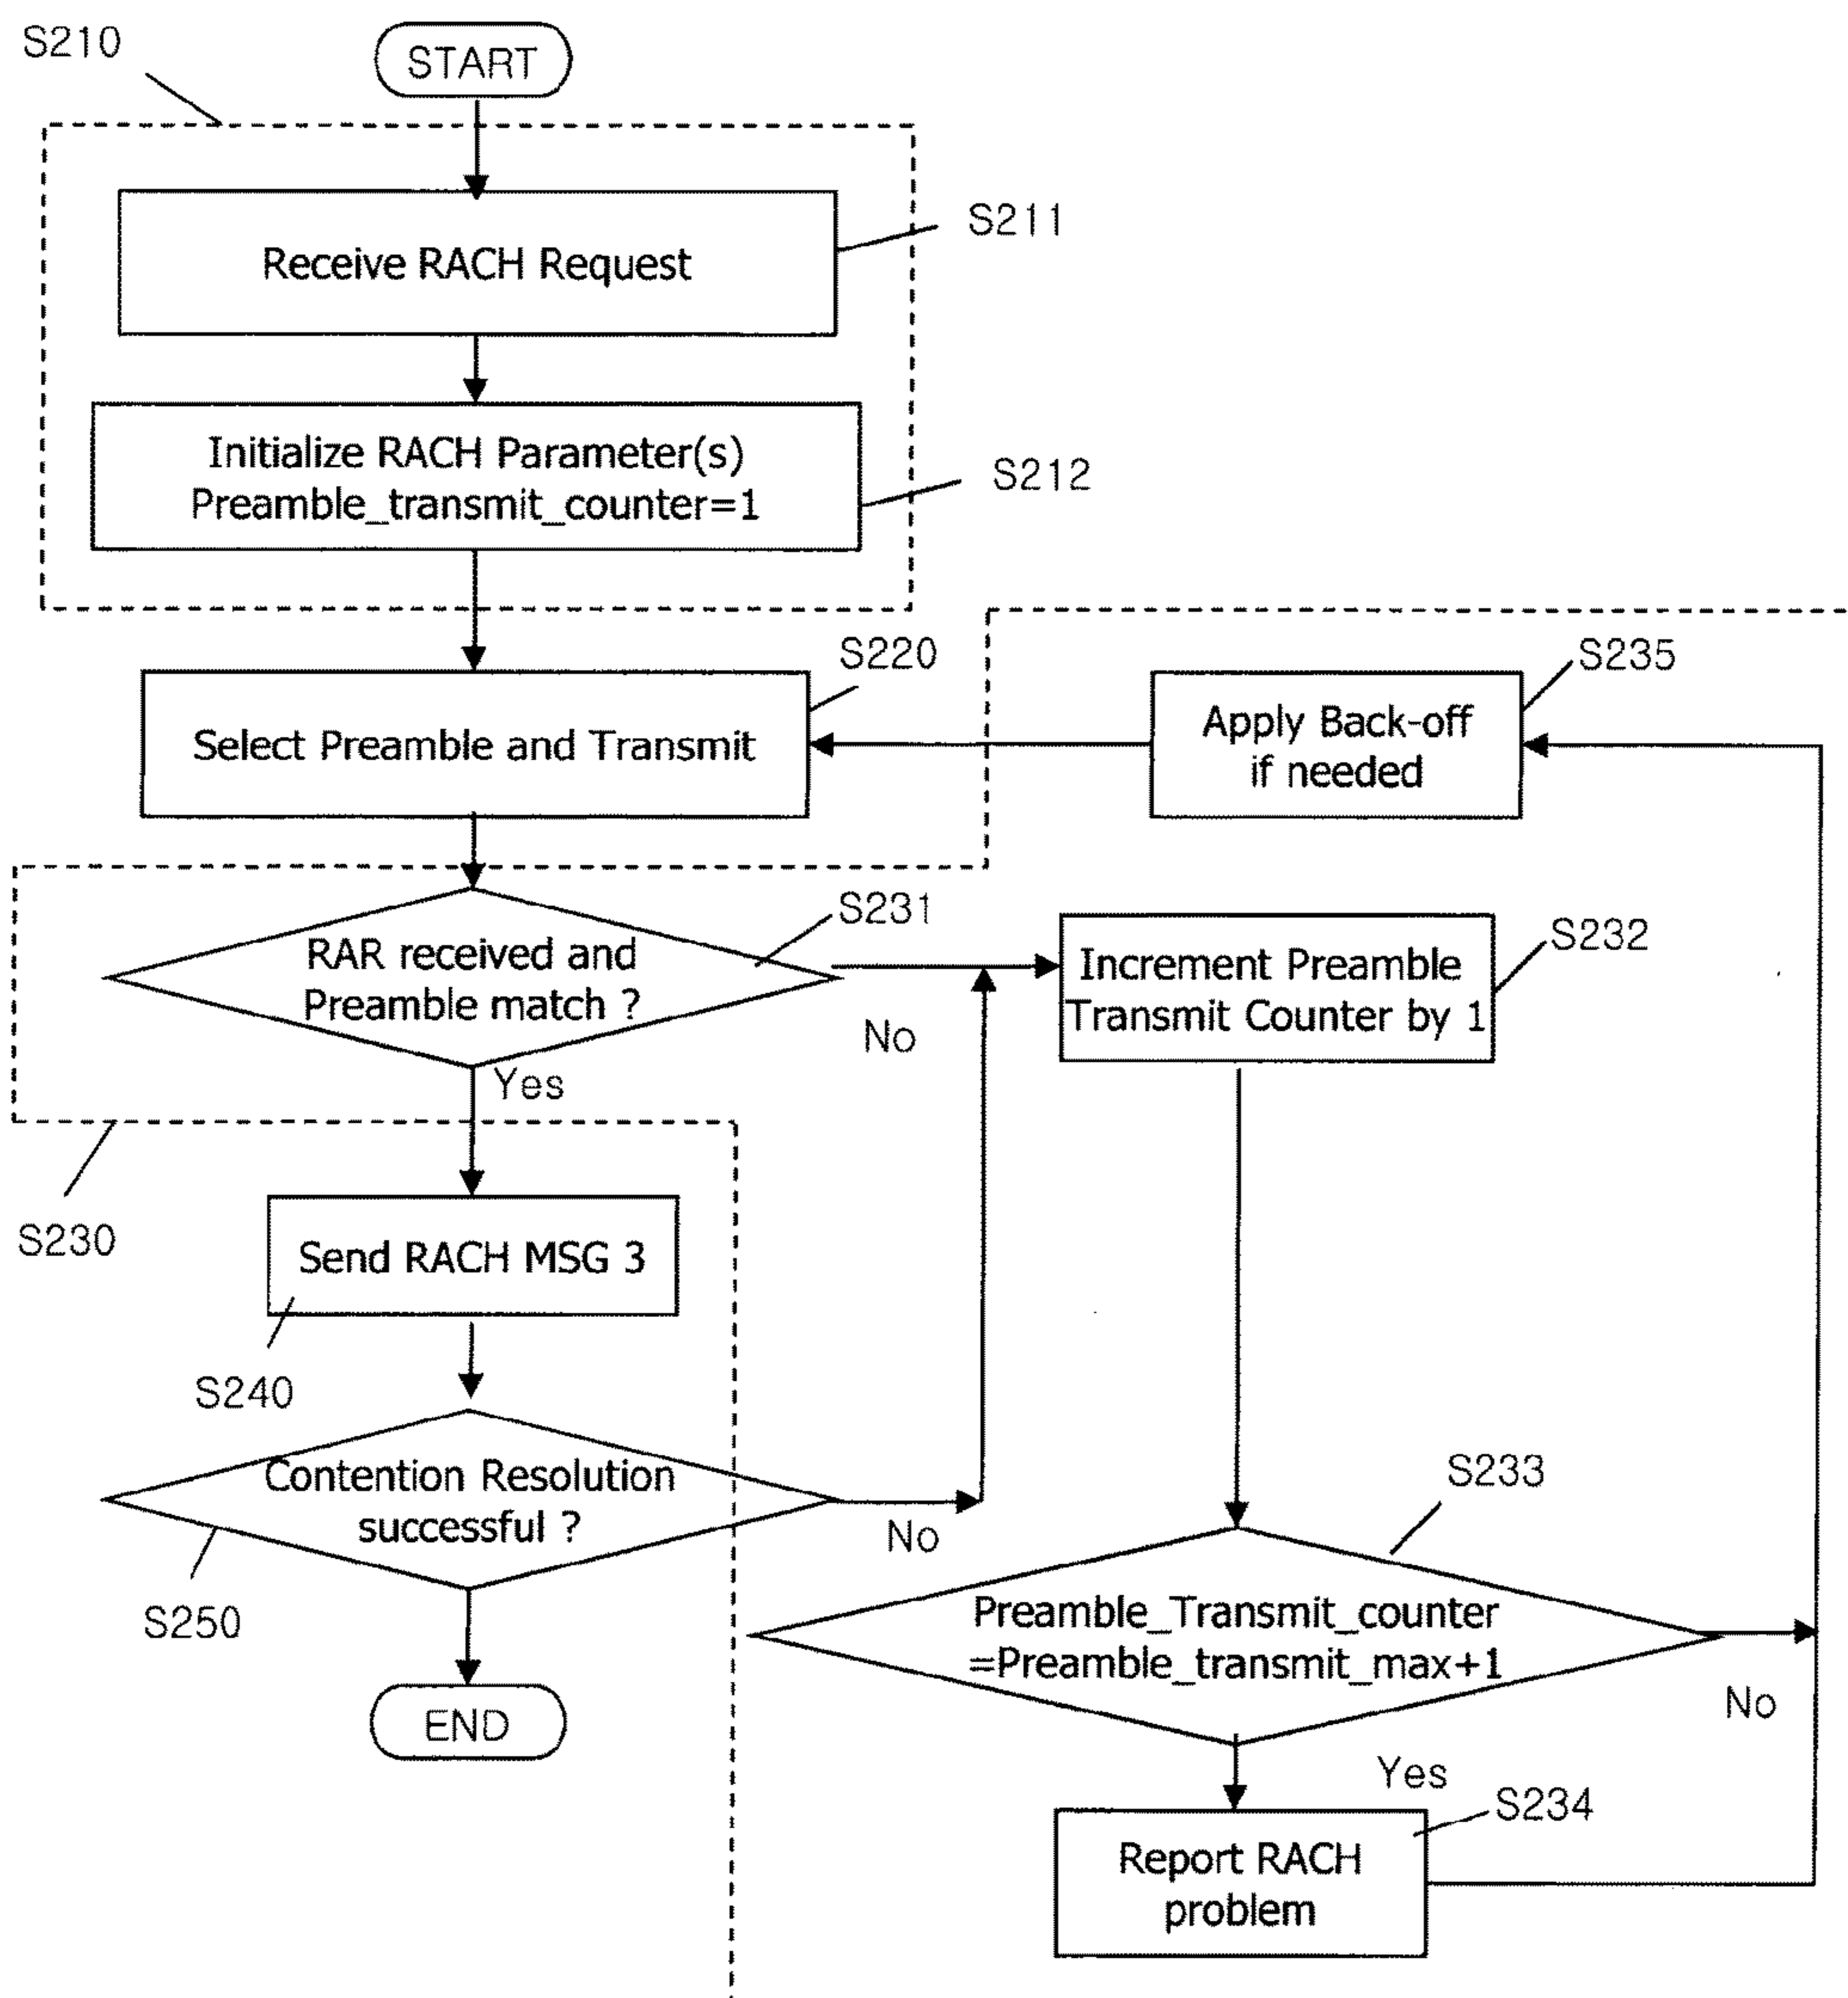 S210
START
S211
Receive RACH Request
Initialize RACH Parameter(s)
Preamble_transmit_counter=1
S212
S220
S235
Select Preamble and Transmit
Apply Back-off
if needed
S231
S232
RAR received and
Preamble match ?
Increment Preamble
Transmit Counter by 1
No
Yes
S230
Send RACH MSG 3
S240
Contention Resolution
successful ?
No
S233
S250
Preamble_Transmit_counter
=Preamble_transmit_max+1
No
END
Yes
S234
Report RACH
problem